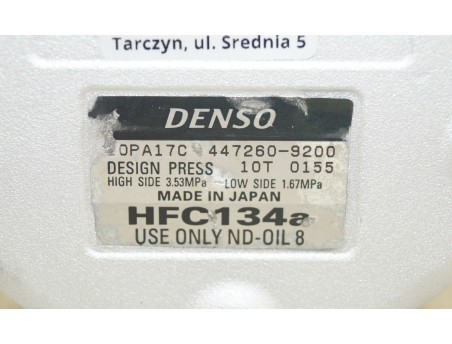 Tarczyn, ul. Srednia 5
DENSO
0PA17C 447260-9200
DESIGN PRESS 10T 0155
HIGH SIDE 3.53MPa LOW SIDE 1.67MPa
MADE IN JAPAN
HFC134a
USE ONLY ND-OIL 8